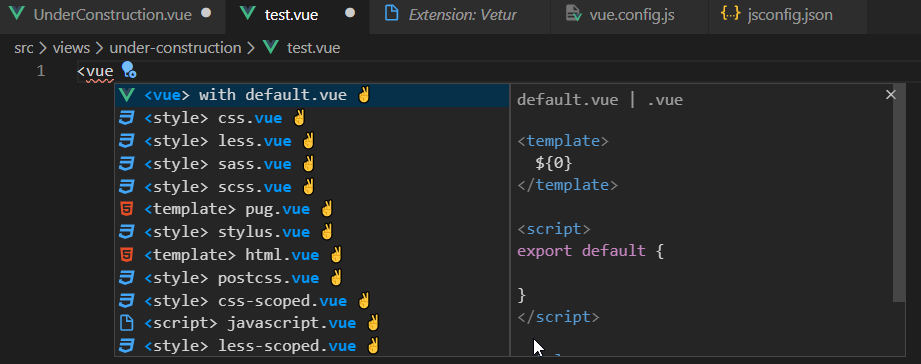 UnderConstruction.vue test.vue Extension: Vetur vue.config.js {..} jsconfig.json
src > views > under-construction > test.vue
1 <vue
<vue> with default.vue ✌
<style> css.vue ✌
<style> less.vue ✌
<style> sass.vue ✌
<style> scss.vue ✌
<template> pug.vue ✌
<style> stylus.vue ✌
<template> html.vue ✌
<style> postcss.vue ✌
<style> css-scoped.vue ✌
<script> javascript.vue ✌
<style> less-scoped.vue ✌
default.vue | .vue
<template>
${0}
</template>
<script>
export default {
}
</script>